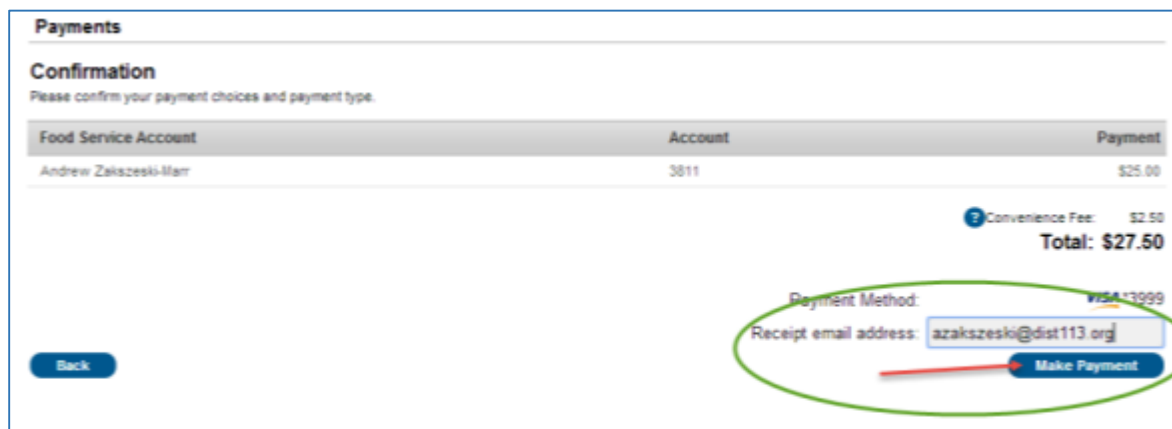 Payments
Confirmation
Please confirm your payment choices and payment type.
Food Service Account Account Payment
Andrew Zakszeski-Marr 3811 $25.00
? Convenience Fee: $2.50
Total: $27.50
Payment Method: VISA *3999
Receipt email address: azakszeski@dist113.org
Back Make Payment